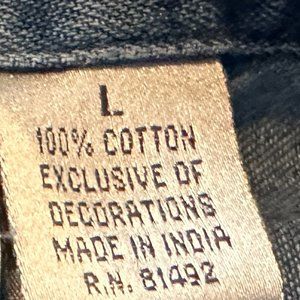 L
100% COTTON
EXCLUSIVE OF
DECORATIONS
MADE IN INDIA
R.N. 81492